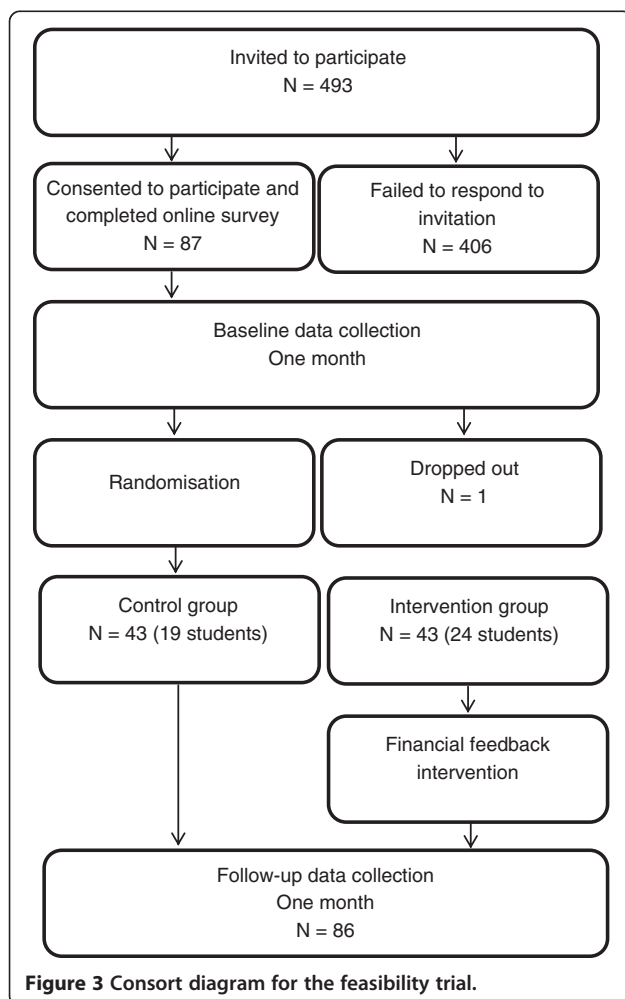 Invited to participate
N = 493
Consented to participate and
completed online survey
N = 87
Failed to respond to
invitation
N = 406
Baseline data collection
One month
Randomisation
Dropped out
N = 1
Control group
N = 43 (19 students)
Intervention group
N = 43 (24 students)
Financial feedback
intervention
Follow-up data collection
One month
N = 86
Figure 3 Consort diagram for the feasibility trial.